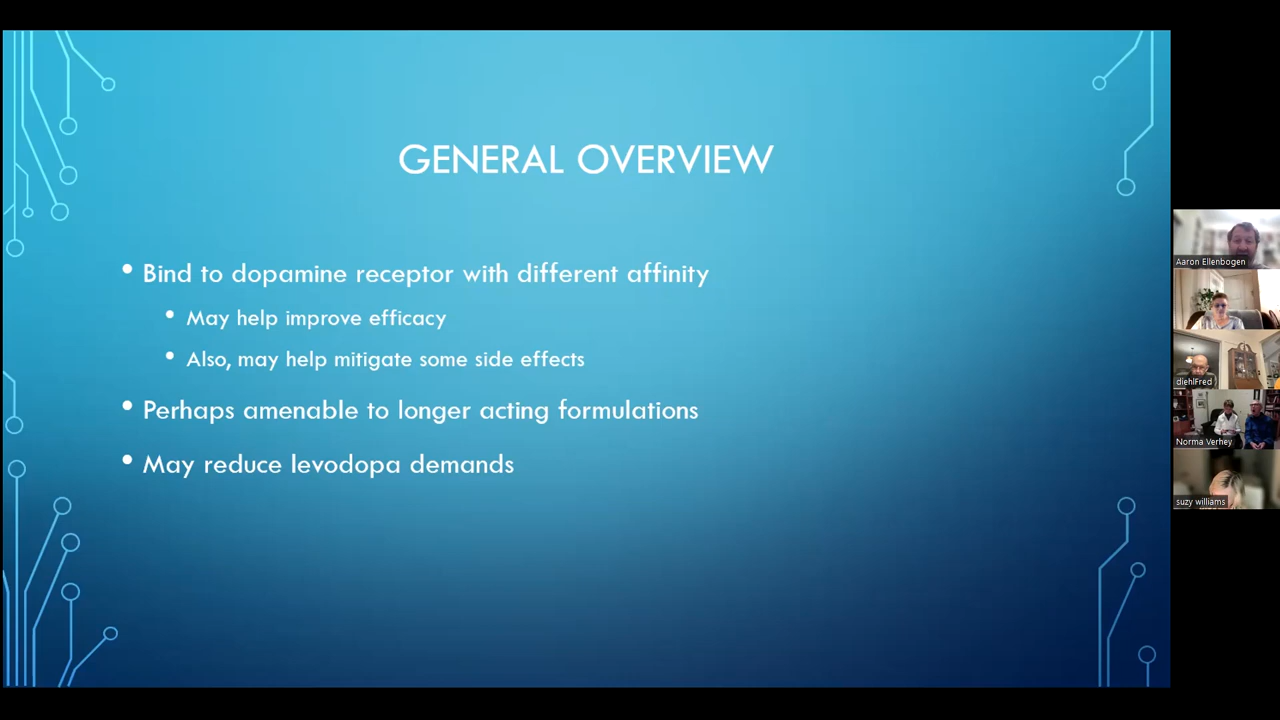 GENERAL OVERVIEW
• Bind to dopamine receptor with different affinity
• May help improve efficacy
• Also, may help mitigate some side effects
• Perhaps amenable to longer acting formulations
• May reduce levodopa demands
Aaron Ellenbogen
diehlFred
Norma Verhey
suzy williams